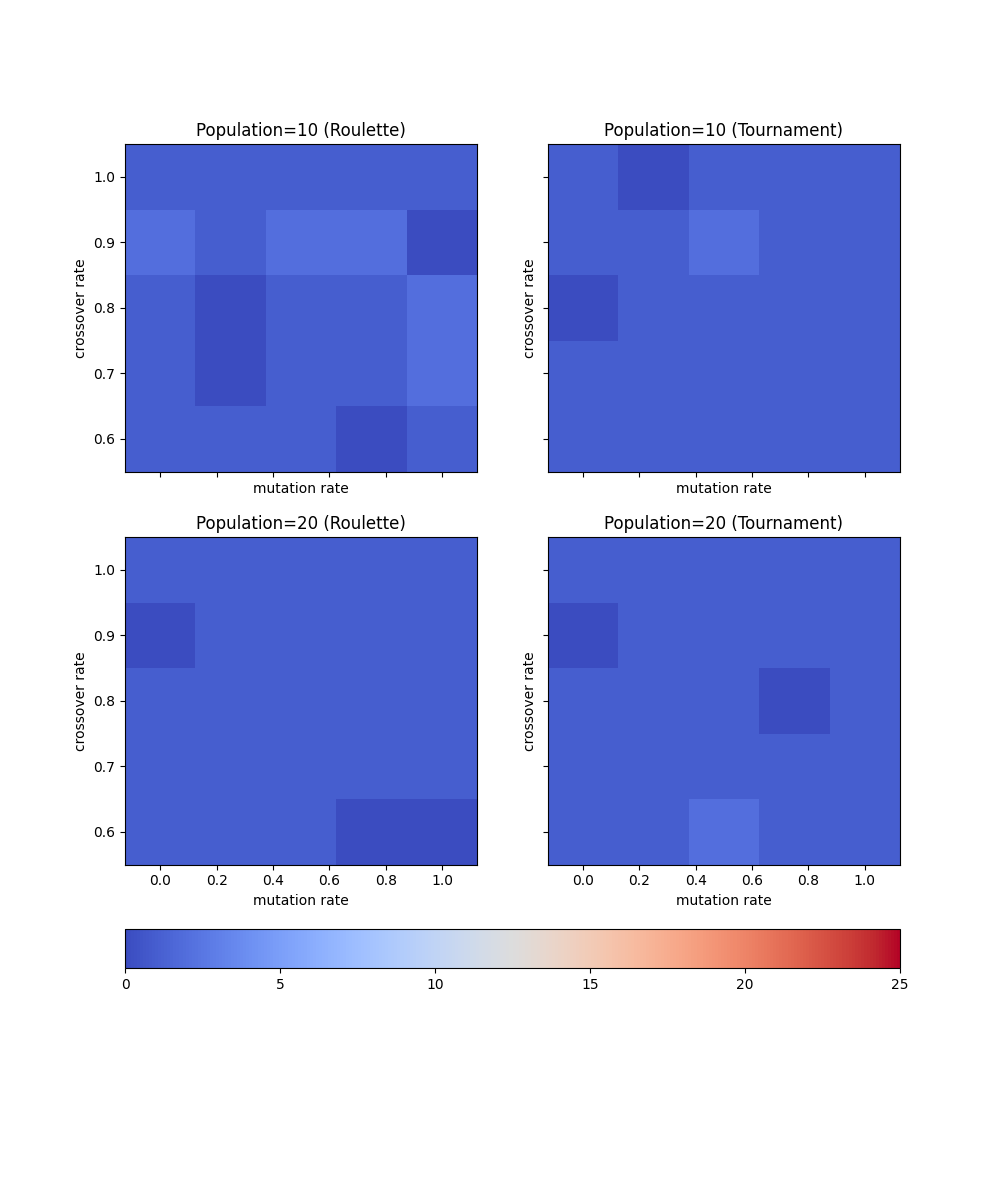 Population=10 (Roulette)
Population=10 (Tournament)
1.0
0.9
0.8
0.7
0.6
crossover rate
crossover rate
mutation rate
mutation rate
Population=20 (Roulette)
Population=20 (Tournament)
1.0
0.9
0.8
0.7
0.6
crossover rate
crossover rate
0.0 0.2 0.4 0.6 0.8 1.0
0.0 0.2 0.4 0.6 0.8 1.0
mutation rate
mutation rate
0 5 10 15 20 25